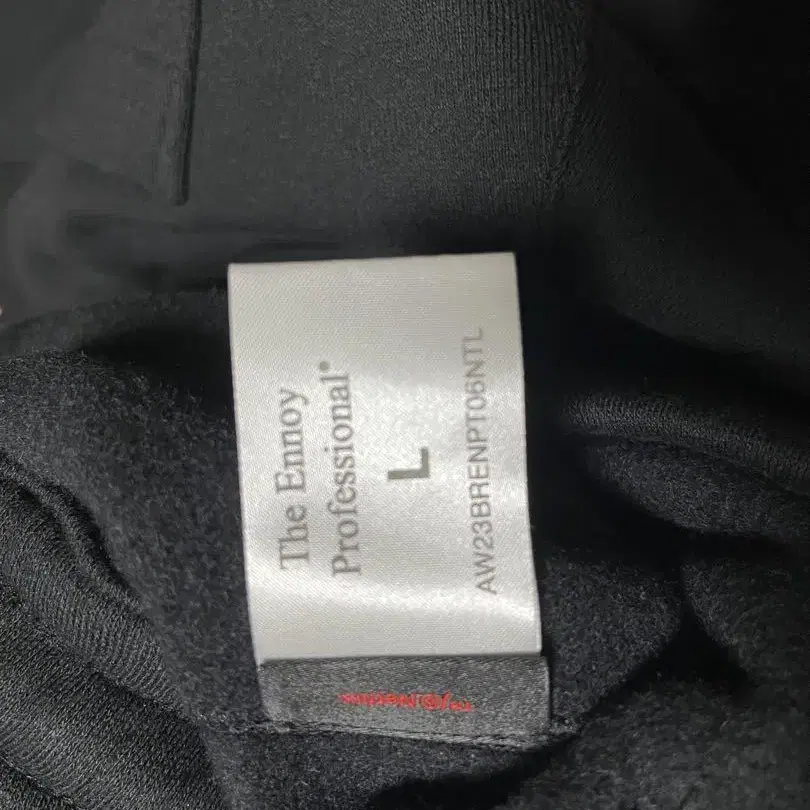 The Ennoy
Professional®
L
AW23BRENPT06NTL